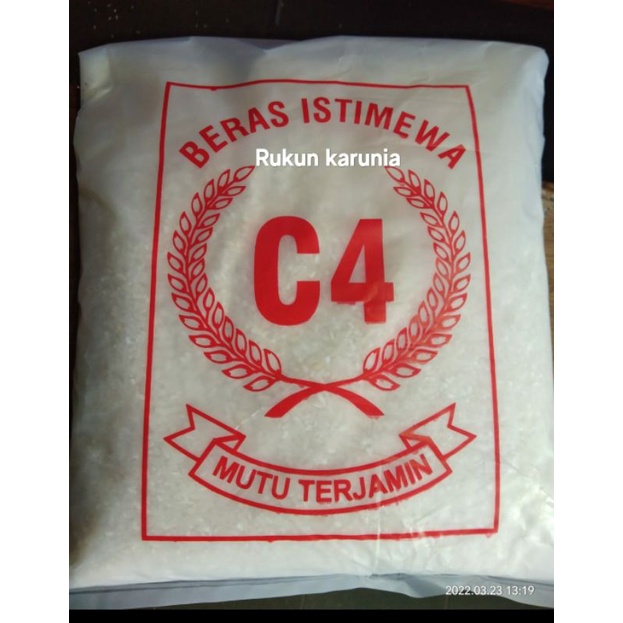 BERAS ISTIMEWA
Rukun karunia
C4
MUTU TERJAMIN
2022.03.23 13:19